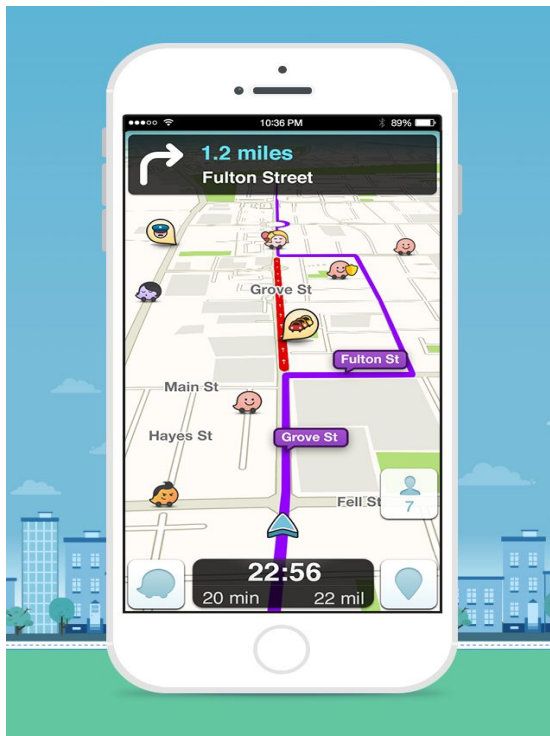 10:36 PM
89%
1.2 miles
Fulton Street
Grove St
Fulton St
Main St
Hayes St
Grove St
Fell St
7
22:56
20 min
22 mil